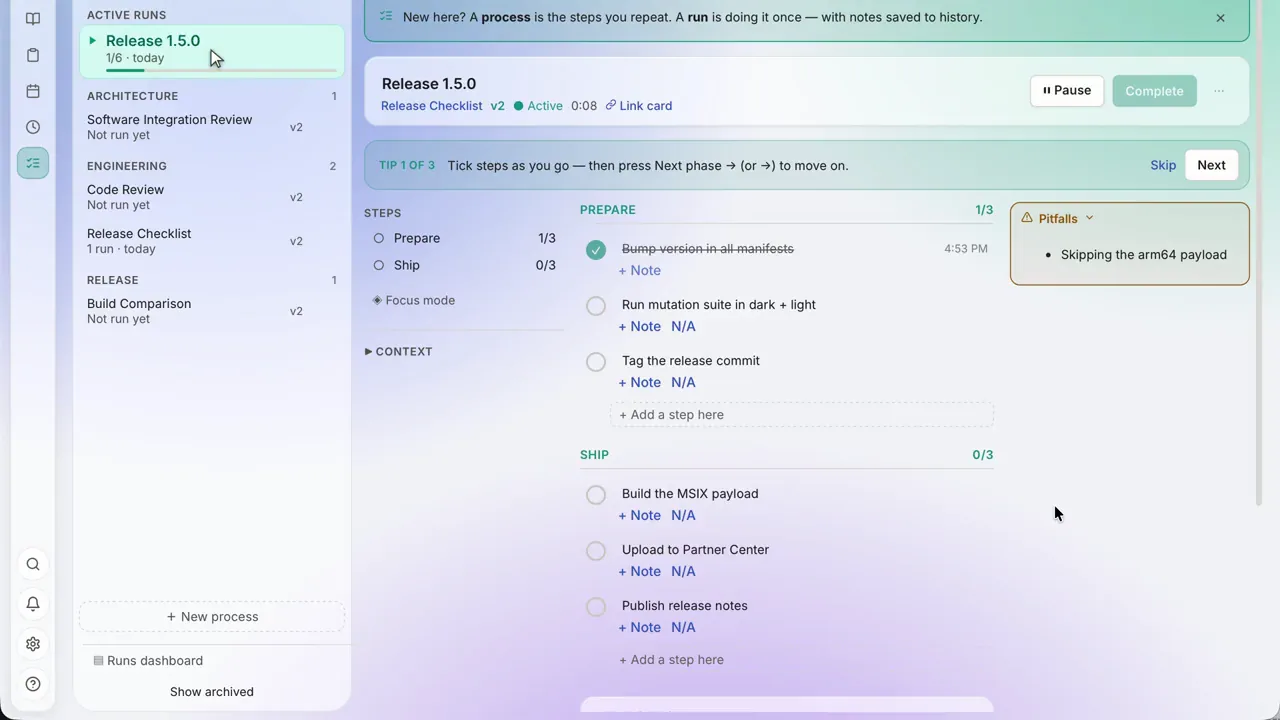 ACTIVE RUNS
Release 1.5.0
1/6 · today
ARCHITECTURE 1
Software Integration Review
Not run yet
v2
ENGINEERING 2
Code Review
Not run yet
v2
Release Checklist
1 run · today
v2
RELEASE 1
Build Comparison
Not run yet
v2
+ New process
Runs dashboard
Show archived
New here? A process is the steps you repeat. A run is doing it once — with notes saved to history.
Release 1.5.0
Release Checklist v2 Active 0:08 Link card
Pause
Complete
TIP 1 OF 3 Tick steps as you go — then press Next phase → (or →) to move on.
Skip
Next
STEPS
Prepare 1/3
Ship 0/3
Focus mode
CONTEXT
PREPARE 1/3
Bump version in all manifests 4:53 PM
+ Note
Run mutation suite in dark + light
+ Note N/A
Tag the release commit
+ Note N/A
+ Add a step here
SHIP 0/3
Build the MSIX payload
+ Note N/A
Upload to Partner Center
+ Note N/A
Publish release notes
+ Note N/A
+ Add a step here
Pitfalls
• Skipping the arm64 payload